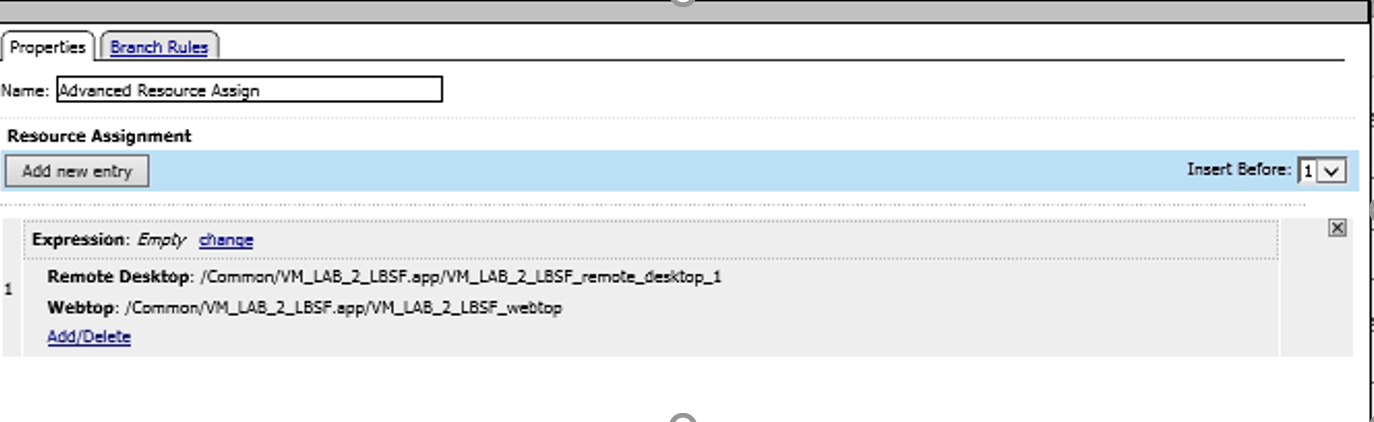 Properties Branch Rules
Name: Advanced Resource Assign
Resource Assignment
Add new entry Insert Before: 1
Expression: Empty change
1
Remote Desktop: /Common/VM_LAB_2_LBSF.app/VM_LAB_2_LBSF_remote_desktop_1
Webtop: /Common/VM_LAB_2_LBSF.app/VM_LAB_2_LBSF_webtop
Add/Delete